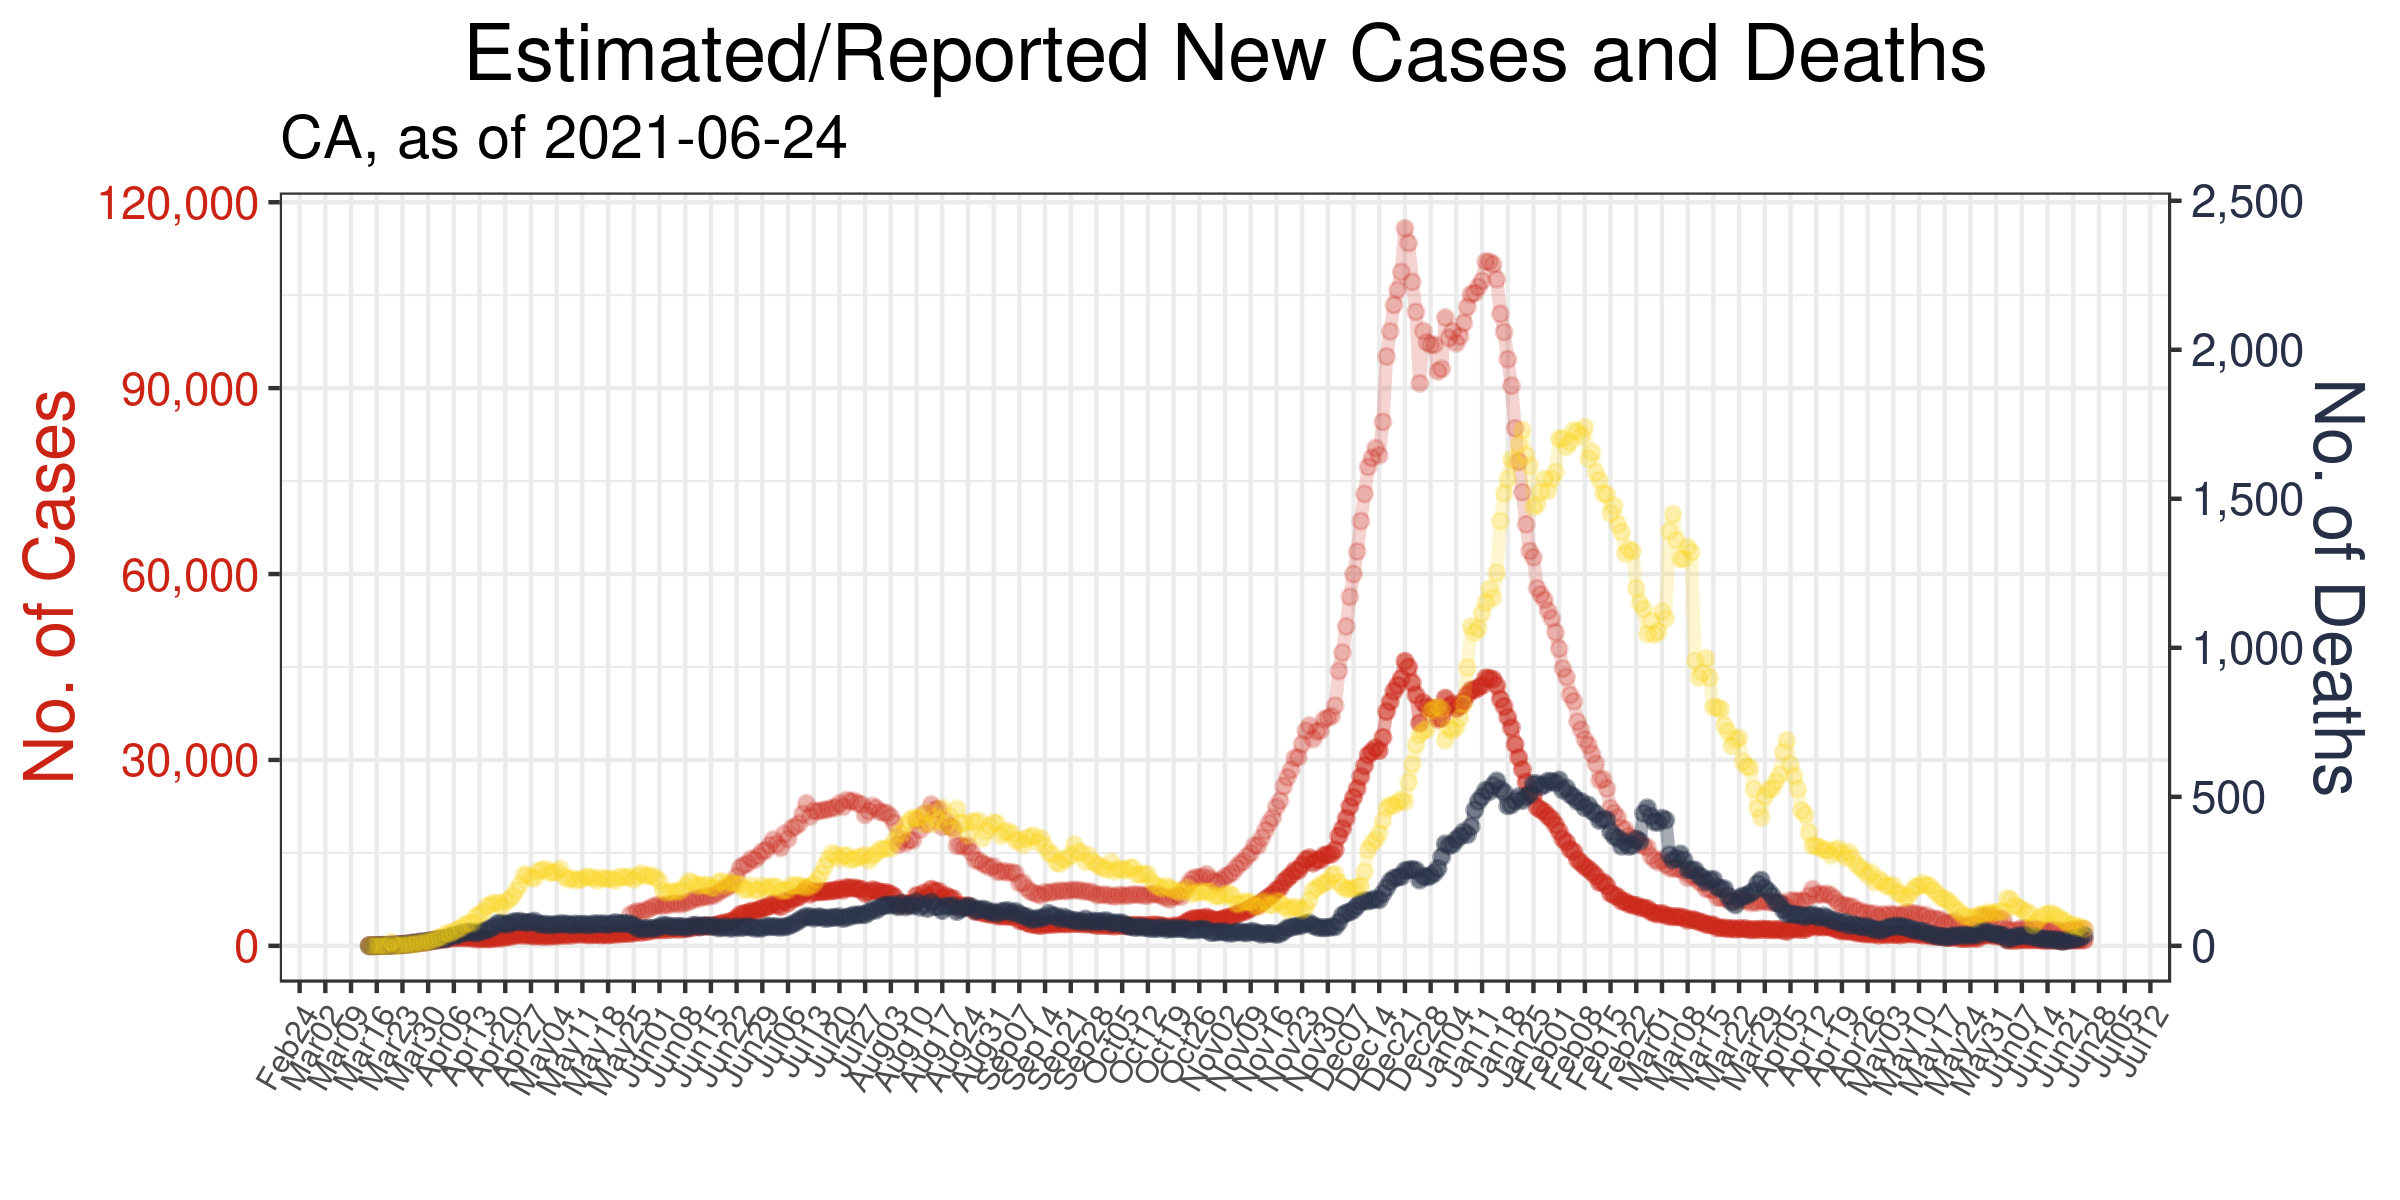 Estimated/Reported New Cases and Deaths
CA, as of 2021-06-24
No. of Cases
120,000
90,000
60,000
30,000
0
2,500
2,000
1,500
1,000
500
0
No. of Deaths
Feb24
Mar02
Mar09
Mar16
Mar23
Mar30
Apr06
Apr13
Apr20
Apr27
May04
May11
May18
May25
Jun01
Jun08
Jun15
Jun22
Jun29
Jul06
Jul13
Jul20
Jul27
Aug03
Aug10
Aug17
Aug24
Aug31
Sep07
Sep14
Sep21
Sep28
Oct05
Oct12
Oct19
Oct26
Nov02
Nov09
Nov16
Nov23
Nov30
Dec07
Dec14
Dec21
Dec28
Jan04
Jan11
Jan18
Jan25
Feb01
Feb08
Feb15
Feb22
Mar01
Mar08
Mar15
Mar22
Mar29
Apr05
Apr12
Apr19
Apr26
May03
May10
May17
May24
May31
Jun07
Jun14
Jun21
Jun28
Jul05
Jul12